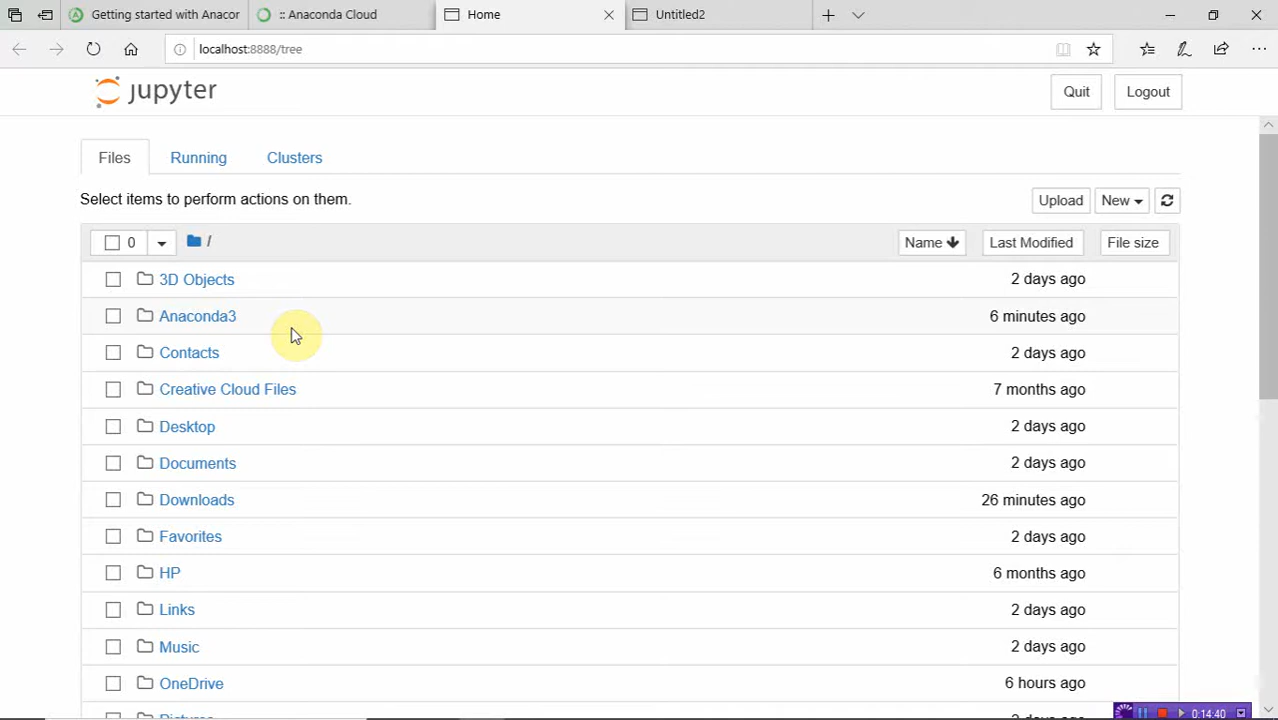 Getting started with Anacor
:: Anaconda Cloud
Home
Untitled2
localhost:8888/tree
jupyter
Quit
Logout
Files
Running
Clusters
Select items to perform actions on them.
Upload
New
0
/
Name
Last Modified
File size
3D Objects
2 days ago
Anaconda3
6 minutes ago
Contacts
2 days ago
Creative Cloud Files
7 months ago
Desktop
2 days ago
Documents
2 days ago
Downloads
26 minutes ago
Favorites
2 days ago
HP
6 months ago
Links
2 days ago
Music
2 days ago
OneDrive
6 hours ago
0:14:40